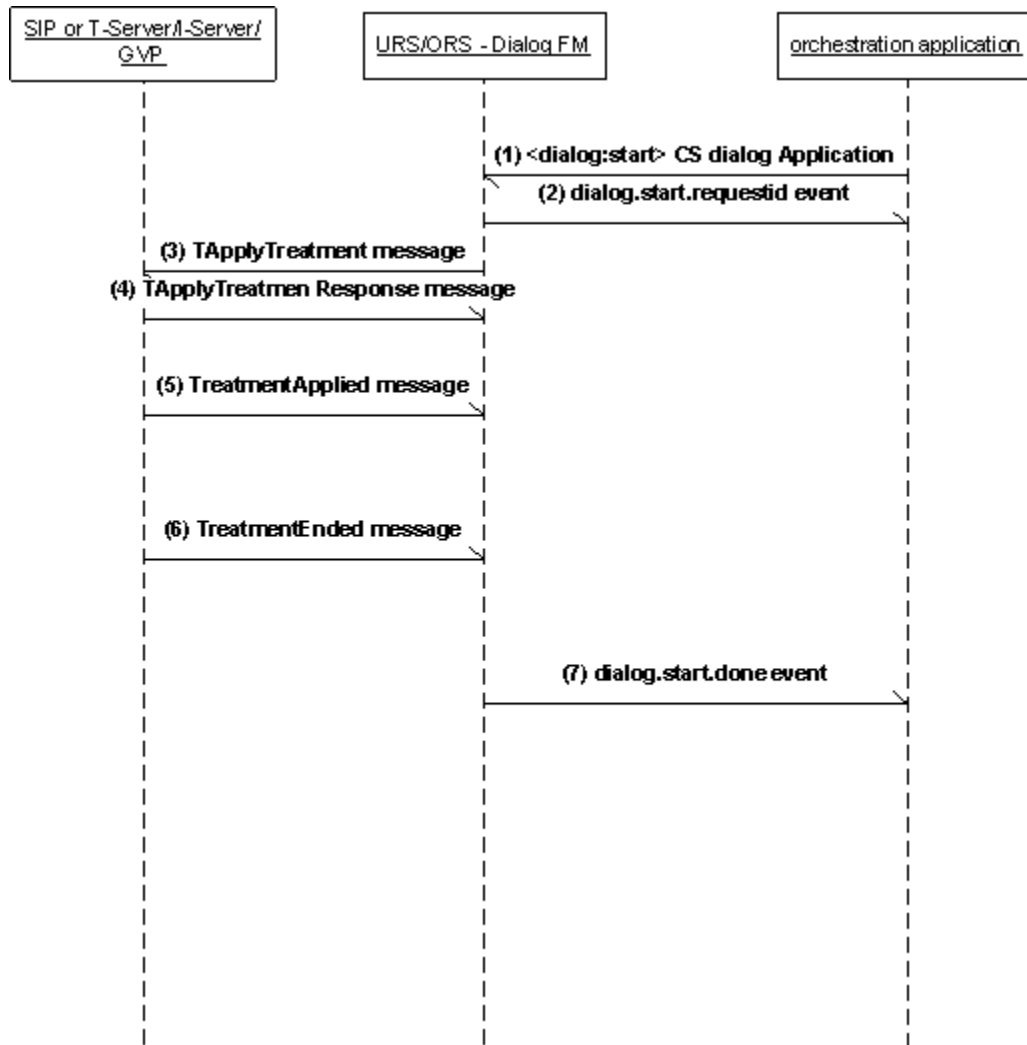 SIP or T-Server/I-Server/
GVP
URS/ORS - Dialog FM
orchestration application
(1) <dialog:start> CS dialog Application
(2) dialog.start.requestid event
(3) TApplyTreatment message
(4) TApplyTreatmen Response message
(5) TreatmentApplied message
(6) TreatmentEnded message
(7) dialog.start.done event